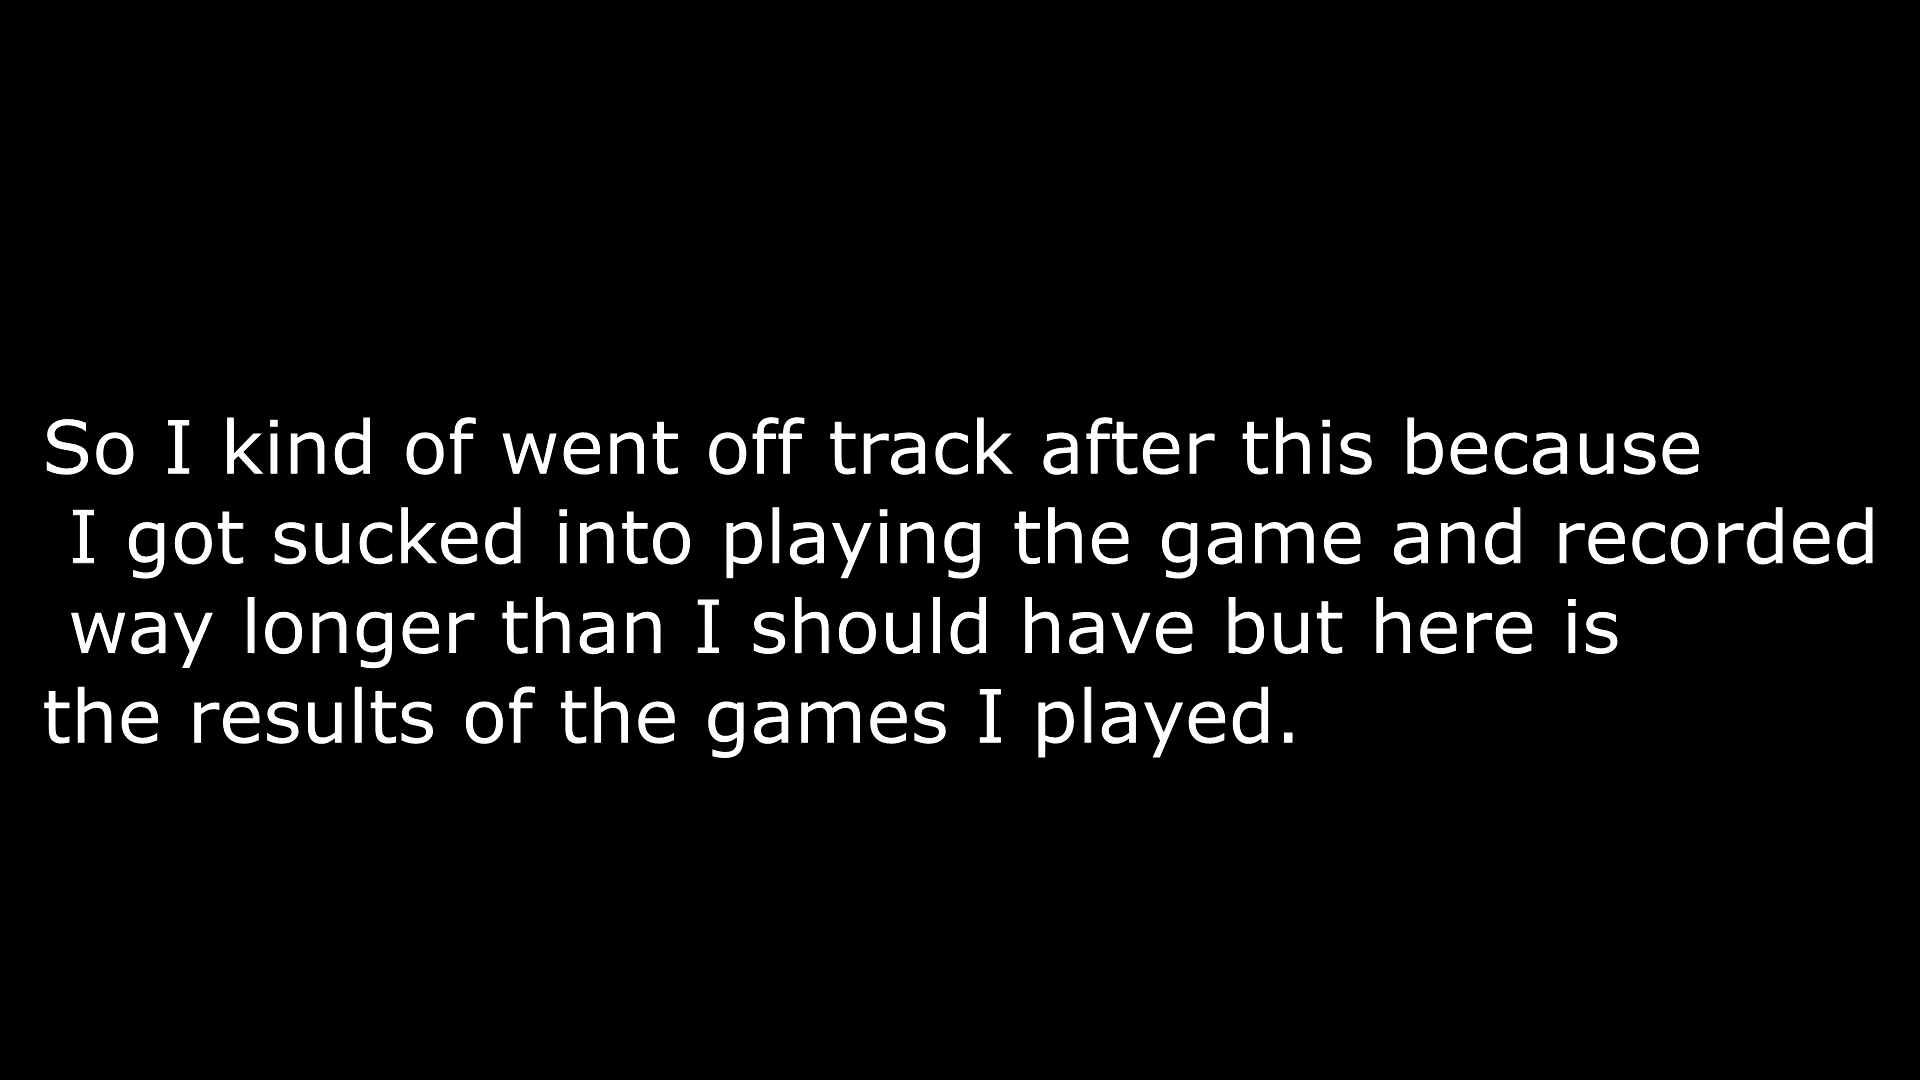 So I kind of went off track after this because
I got sucked into playing the game and recorded
way longer than I should have but here is
the results of the games I played.